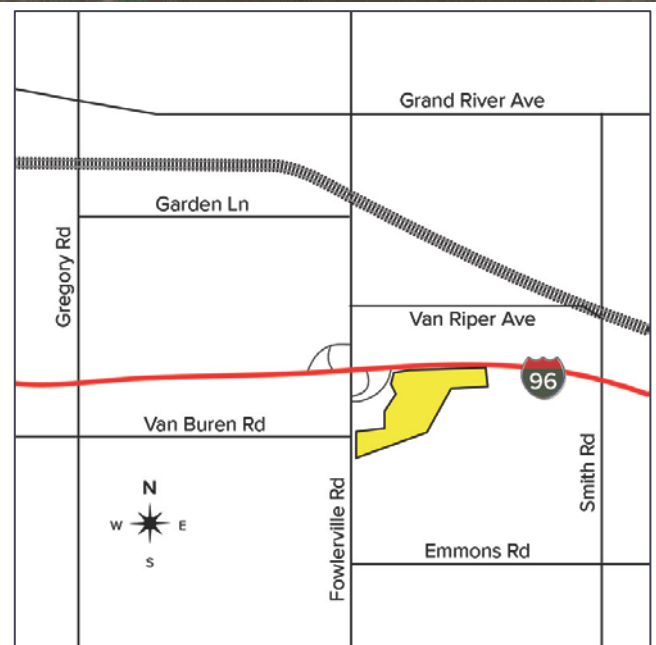 Grand River Ave
Garden Ln
Gregory Rd
Van Riper Ave
96
Van Buren Rd
Smith Rd
N
W E
S
Fowlerville Rd
Emmons Rd